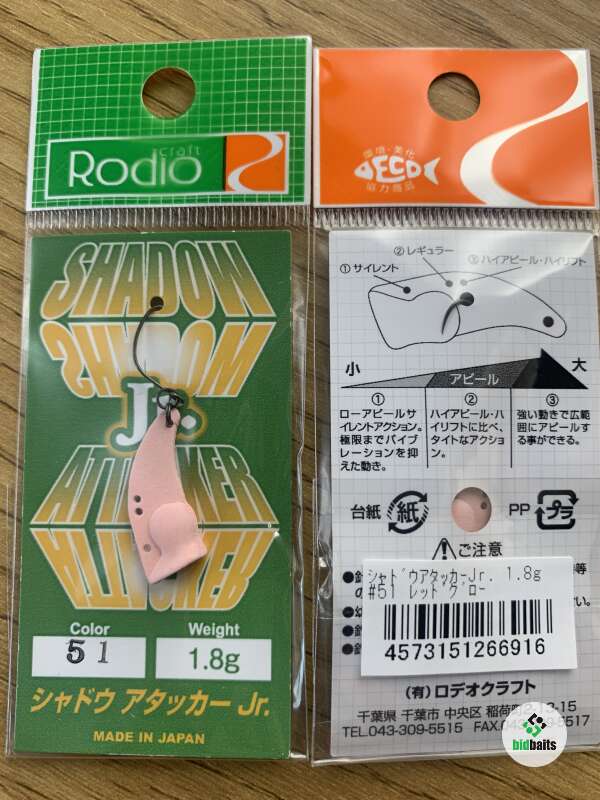 craft
Rodio
SHADOW
Jr.
ATTACKER
Color
51
Weight
1.8g
シャドウ アタッカー Jr.
MADE IN JAPAN
環境・美化
DECO
協力商品
②レギュラー
①サイレント
③ハイアピール・ハイリフト
小
アピール
大
①
ローアピールサ
イレントアクション。
極限までバイブ
レーションを抑
えた動き。
②
ハイアピール・ハ
イリフトに比べ、
タイトなアクショ
ン。
③
強い動きで広範
囲にアピールす
る事ができる。
台紙
紙
PP
プラ
ご注意
シャドウアタッカーJr. 1.8g
#51 レッドグロー
4573151266916
(有)ロデオクラフト
千葉県 千葉市 中央区 稲荷町
TEL.043-309-5515
bidbaits